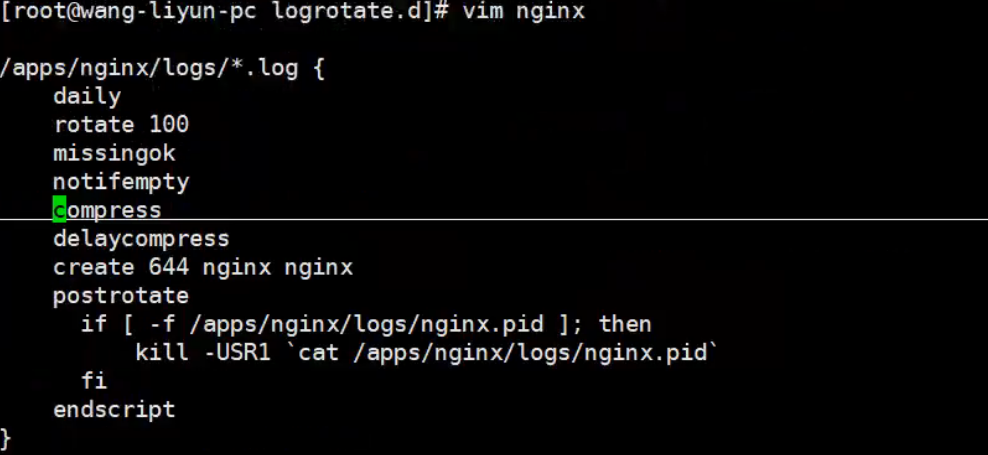 [root@wang-liyun-pc logrotate.d]# vim nginx
/apps/nginx/logs/*.log {
daily
rotate 100
missingok
notifempty
compress
delaycompress
create 644 nginx nginx
postrotate
if [ -f /apps/nginx/logs/nginx.pid ]; then
kill -USR1 `cat /apps/nginx/logs/nginx.pid`
fi
endscript
}